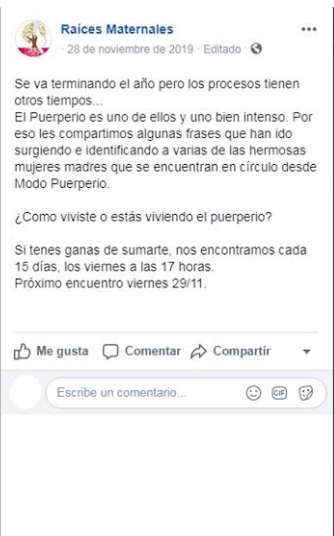 Raíces Maternales
· 28 de noviembre de 2019 · Editado ·
Se va terminando el año pero los procesos tienen
otros tiempos...
El Puerperio es uno de ellos y uno bien intenso. Por
eso les compartimos algunas frases que han ido
surgiendo e identificando a varias de las hermosas
mujeres madres que se encuentran en círculo desde
Modo Puerperio.
¿Como viviste o estás viviendo el puerperio?
Si tenes ganas de sumarte, nos encontramos cada
15 días, los viernes a las 17 horas.
Próximo encuentro viernes 29/11.
Me gusta Comentar Compartir
Escribe un comentario... GIF